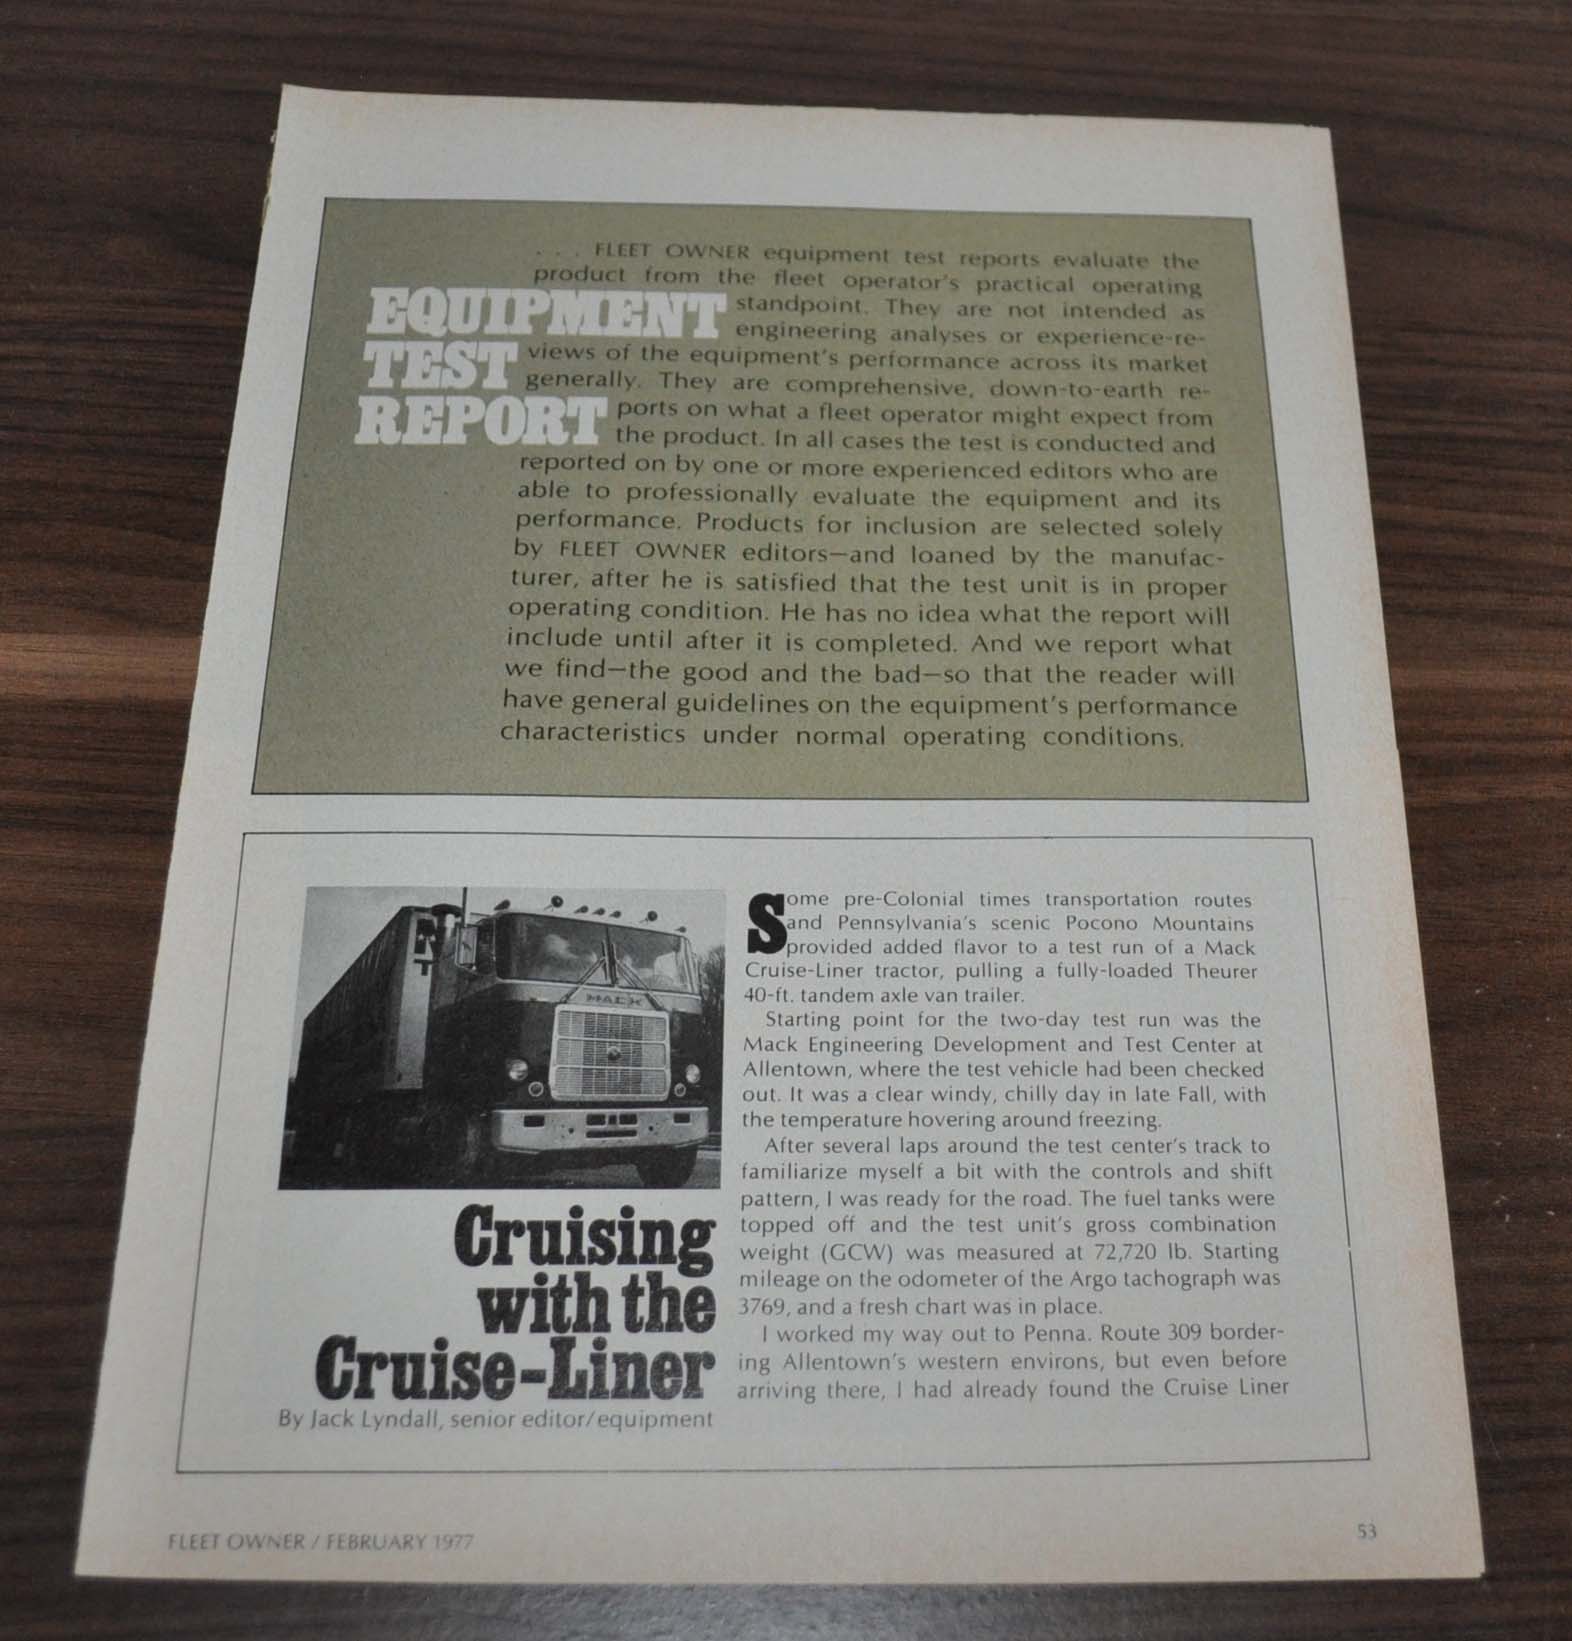 . . . FLEET OWNER equipment test reports evaluate the
product from the fleet operator's practical operating
EQUIPMENT standpoint. They are not intended as
engineering analyses or experience-re-
TEST views of the equipment's performance across its market
generally. They are comprehensive, down-to-earth re-
REPORT ports on what a fleet operator might expect from
the product. In all cases the test is conducted and
reported on by one or more experienced editors who are
able to professionally evaluate the equipment and its
performance. Products for inclusion are selected solely
by FLEET OWNER editors—and loaned by the manufac-
turer, after he is satisfied that the test unit is in proper
operating condition. He has no idea what the report will
include until after it is completed. And we report what
we find—the good and the bad—so that the reader will
have general guidelines on the equipment's performance
characteristics under normal operating conditions.
MACK
Cruising
with the
Cruise-Liner
By Jack Lyndall, senior editor/equipment
Some pre-Colonial times transportation routes
and Pennsylvania's scenic Pocono Mountains
provided added flavor to a test run of a Mack
Cruise-Liner tractor, pulling a fully-loaded Theurer
40-ft. tandem axle van trailer.
Starting point for the two-day test run was the
Mack Engineering Development and Test Center at
Allentown, where the test vehicle had been checked
out. It was a clear windy, chilly day in late Fall, with
the temperature hovering around freezing.
After several laps around the test center's track to
familiarize myself a bit with the controls and shift
pattern, I was ready for the road. The fuel tanks were
topped off and the test unit's gross combination
weight (GCW) was measured at 72,720 lb. Starting
mileage on the odometer of the Argo tachograph was
3769, and a fresh chart was in place.
I worked my way out to Penna. Route 309 border-
ing Allentown's western environs, but even before
arriving there, I had already found the Cruise Liner
FLEET OWNER / FEBRUARY 1977
53